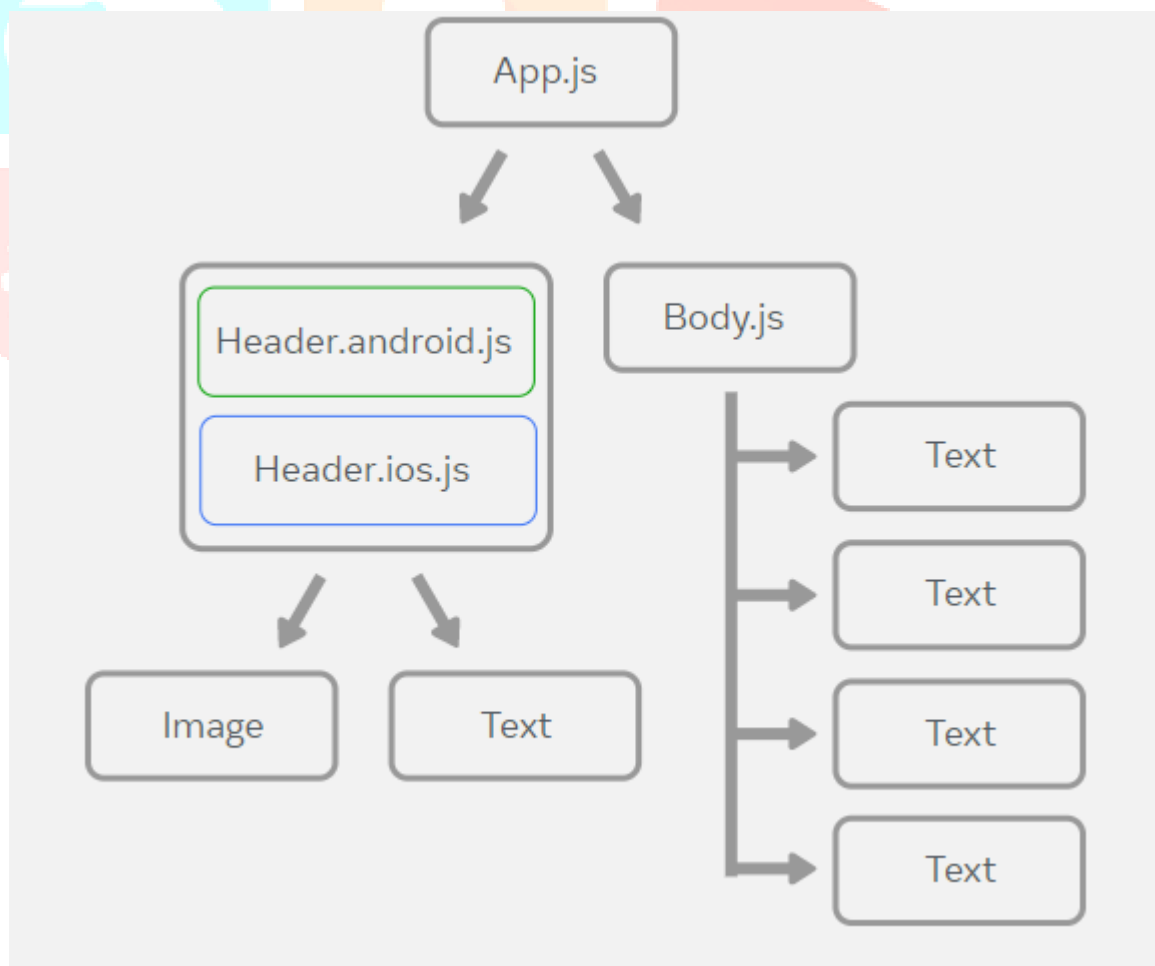 App.js
Header.android.js
Header.ios.js
Body.js
Image
Text
Text
Text
Text
Text